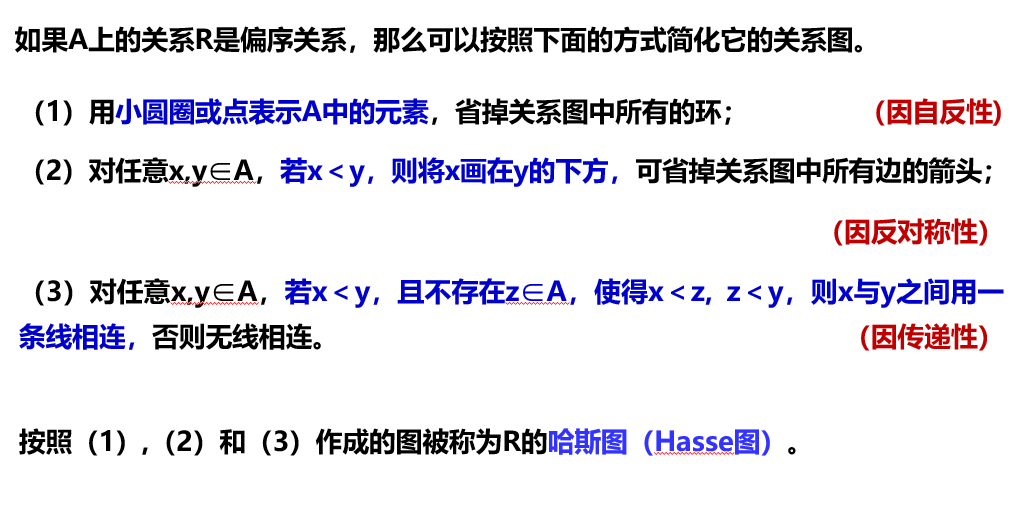 如果A上的关系R是偏序关系，那么可以按照下面的方式简化它的关系图。
（1）用小圆圈或点表示A中的元素，省掉关系图中所有的环；（因自反性)
（2）对任意x,y∈A，若x＜y，则将x画在y的下方，可省掉关系图中所有边的箭头；
（因反对称性）
（3）对任意x,y∈A，若x＜y，且不存在z∈A，使得x＜z，z＜y，则x与y之间用一
条线相连，否则无线相连。（因传递性）
按照（1），（2）和（3）作成的图被称为R的哈斯图（Hasse图）。